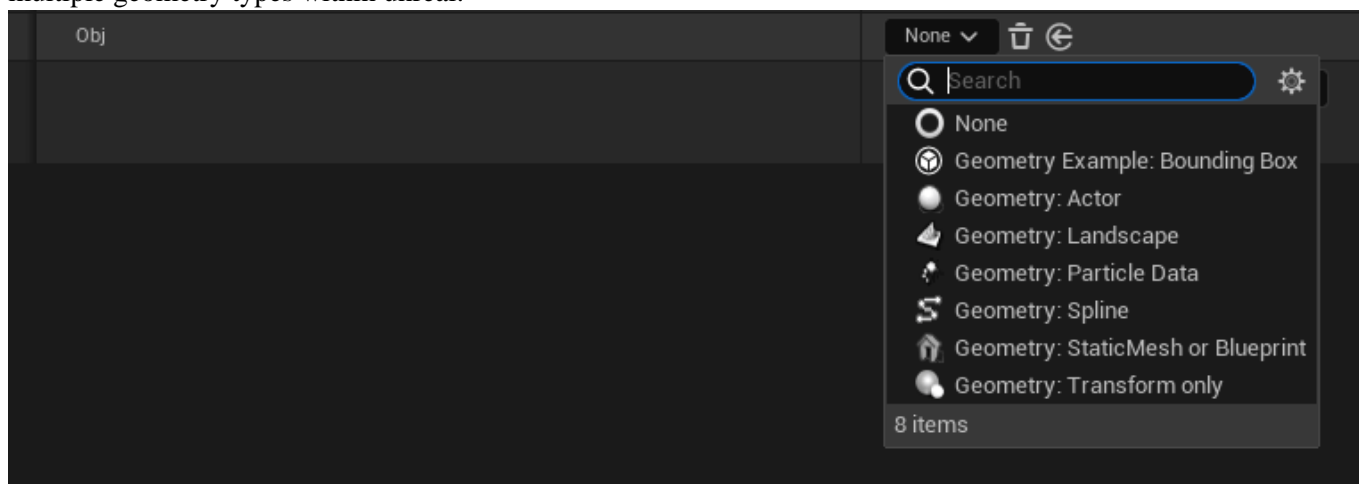 multiple geometry types within unreal.
Obj
None
Search
None
Geometry Example: Bounding Box
Geometry: Actor
Geometry: Landscape
Geometry: Particle Data
Geometry: Spline
Geometry: StaticMesh or Blueprint
Geometry: Transform only
8 items